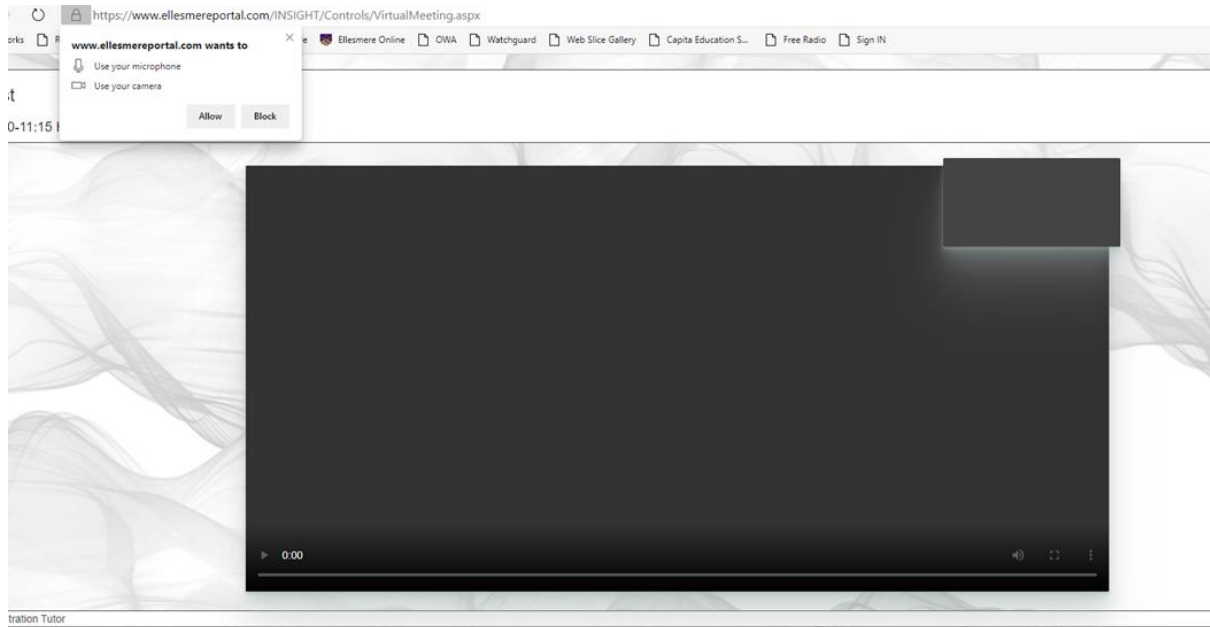 https://www.ellesmereportal.com/INSIGHT/Controls/VirtualMeeting.aspx
Ellesmere Online OWA Watchguard Web Slice Gallery Capita Education S... Free Radio Sign IN
www.ellesmereportal.com wants to
Use your microphone
Use your camera
Allow Block
0-11:15
0:00
tration Tutor